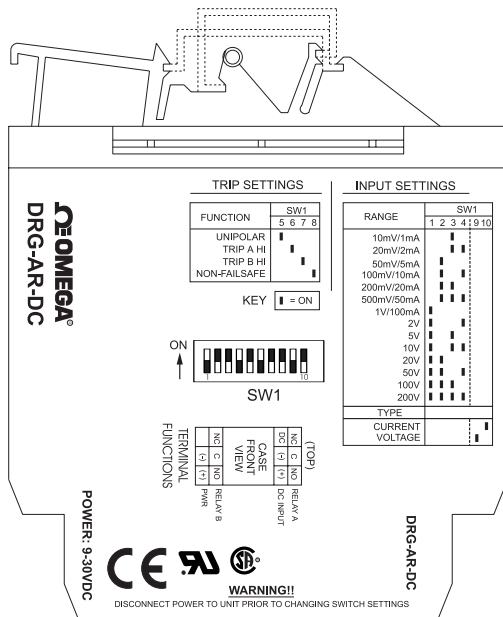 TRIP SETTINGS
FUNCTION
SW1
5 6 7 8
UNIPOLAR
TRIP A HI
TRIP B HI
NON-FAILSAFE
KEY = ON
INPUT SETTINGS
RANGE
SW1
1 2 3 4 9 10
10mV/1mA
20mV/2mA
50mV/5mA
100mV/10mA
200mV/20mA
500mV/50mA
1V/100mA
2V
5V
10V
20V
50V
100V
200V
TYPE
CURRENT
VOLTAGE
ΩOMEGA®
DRG-AR-DC
ON
1 10
SW1
TERMINAL
FUNCTIONS
(TOP)
CASE
FRONT
VIEW
NC C NO RELAY A
DC (-) (+) DC INPUT
NC C NO RELAY B
(-) (+) PWR
POWER: 9-30VDC
CE
RU
SA
DRG-AR-DC
WARNING!!
DISCONNECT POWER TO UNIT PRIOR TO CHANGING SWITCH SETTINGS